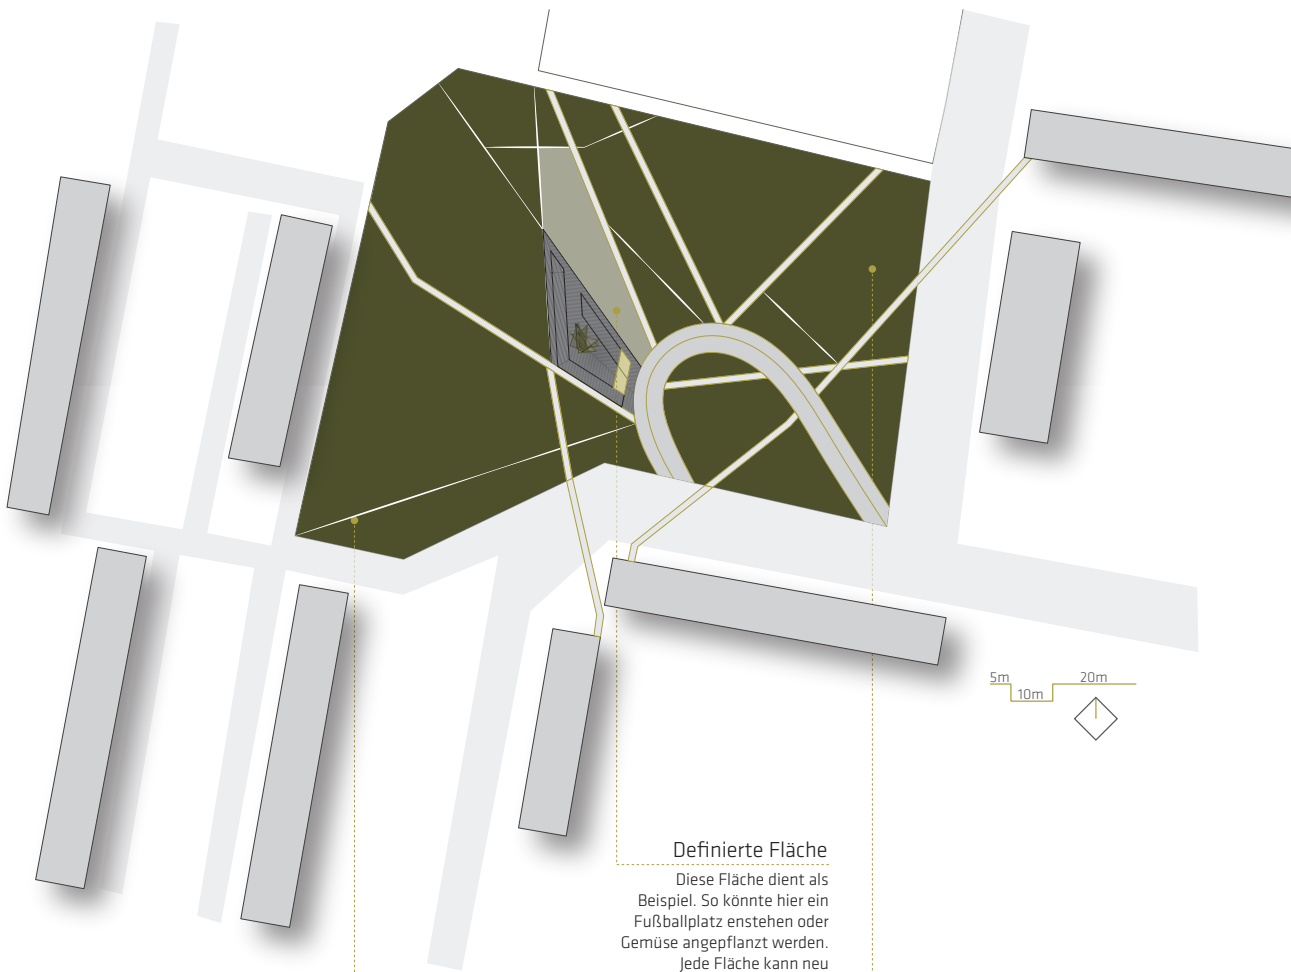 5m
20m
10m
Definierte Fläche
Diese Fläche dient als
Beispiel. So könnte hier ein
Fußballplatz enstehen oder
Gemüse angepflanzt werden.
Jede Fläche kann neu